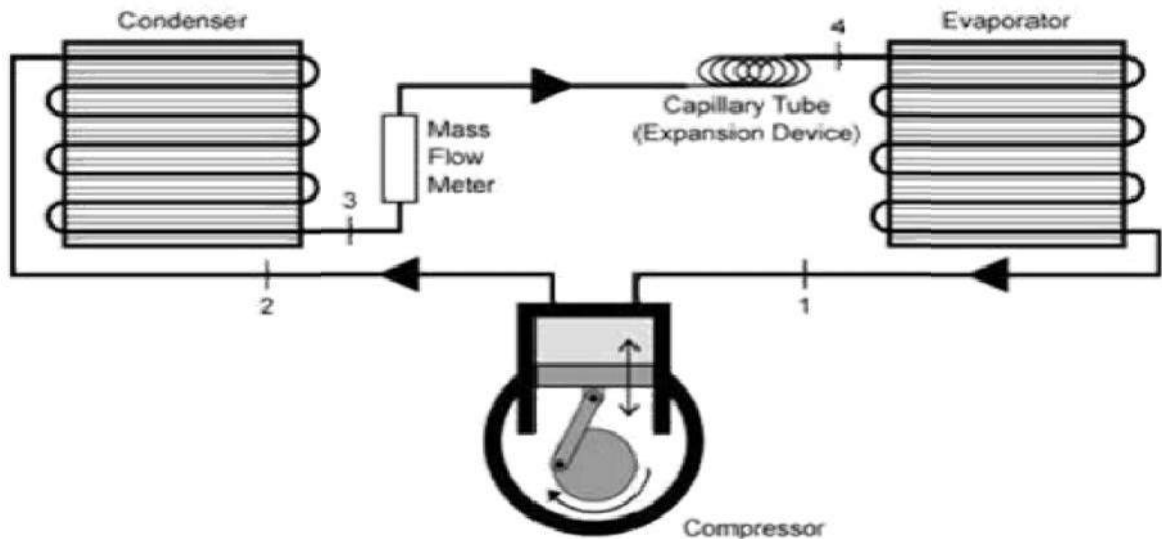 Condenser
4
Evaporator
Capillary Tube
(Expansion Device)
Mass
Flow
Meter
3
2
1
Compressor